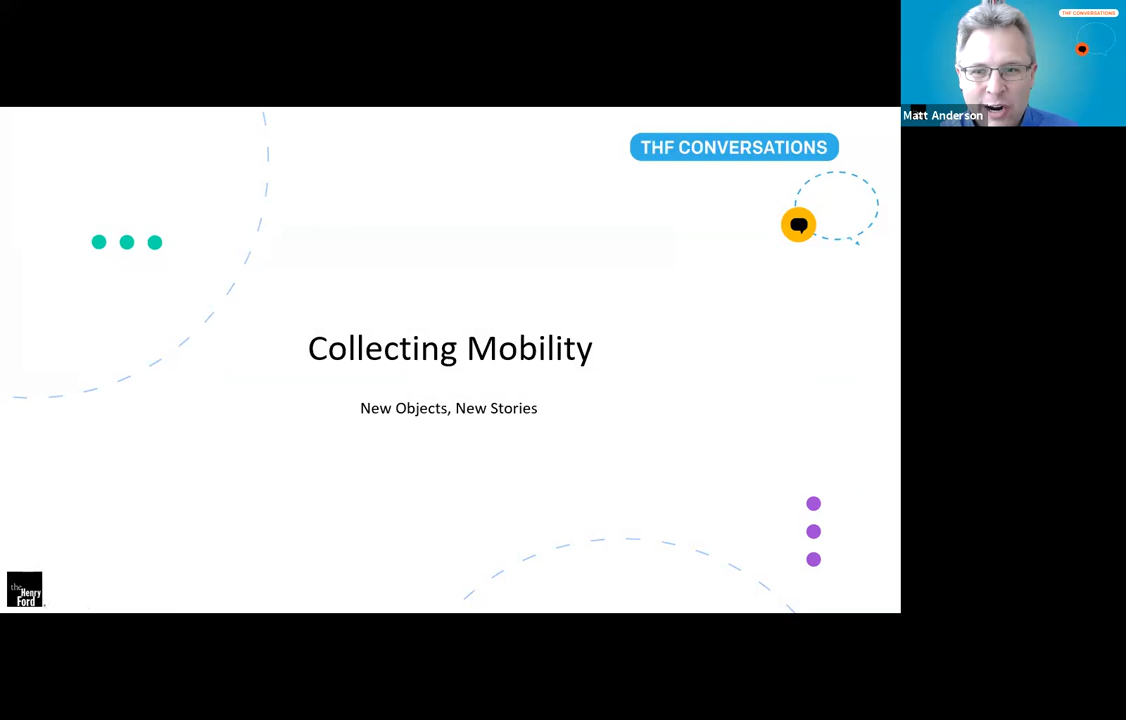 THF CONVERSATIONS
Matt Anderson
THF CONVERSATIONS
Collecting Mobility
New Objects, New Stories
the
Henry
Ford